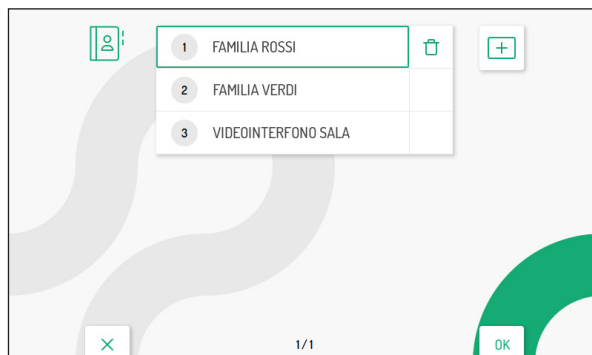 1 FAMILIA ROSSI
2 FAMILIA VERDI
3 VIDEOINTERFONO SALA
1/1
OK